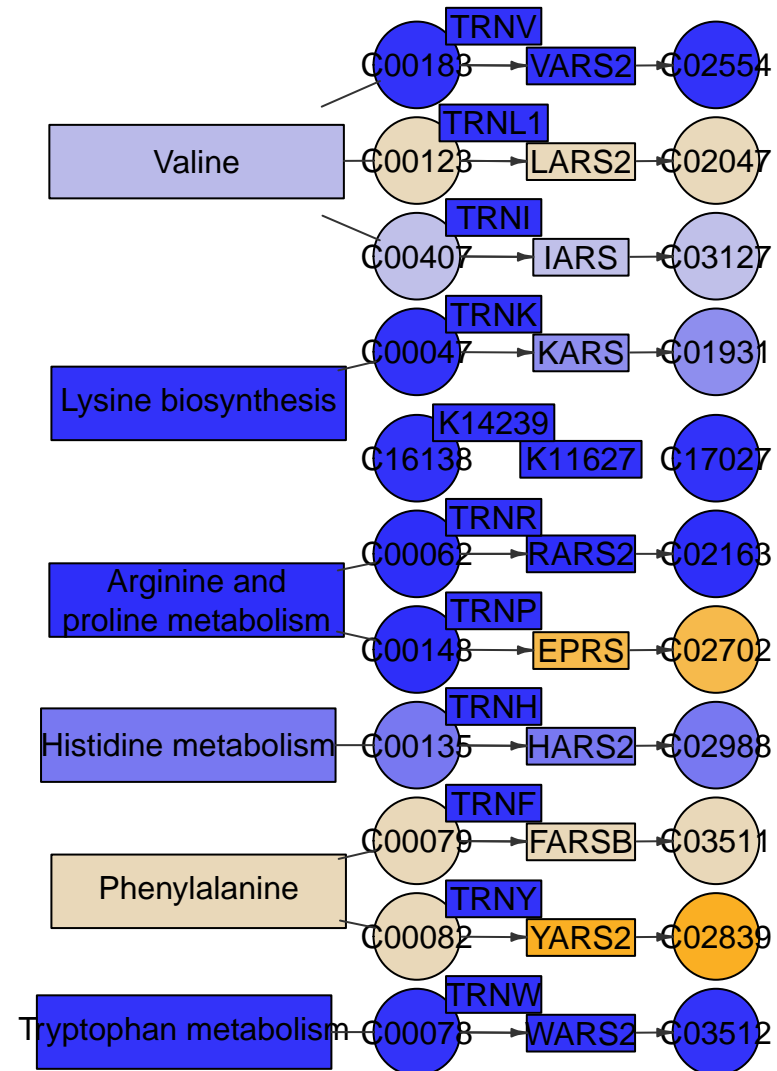 TRNV
C00183
VARS2
C02554
TRNL1
Valine
C00123
LARS2
C02047
TRNI
C00407
IARS
C03127
TRNK
C00047
KARS
C01931
Lysine biosynthesis
K14239
C16138
K11627
C17027
TRNR
C00062
RARS2
C02163
Arginine and
proline metabolism
TRNP
C00148
EPRS
C02702
TRNH
Histidine metabolism
C00135
HARS2
C02988
TRNF
C00079
FARSB
C03511
Phenylalanine
TRNY
C00082
YARS2
C02839
TRNW
Tryptophan metabolism
C00078
WARS2
C03512